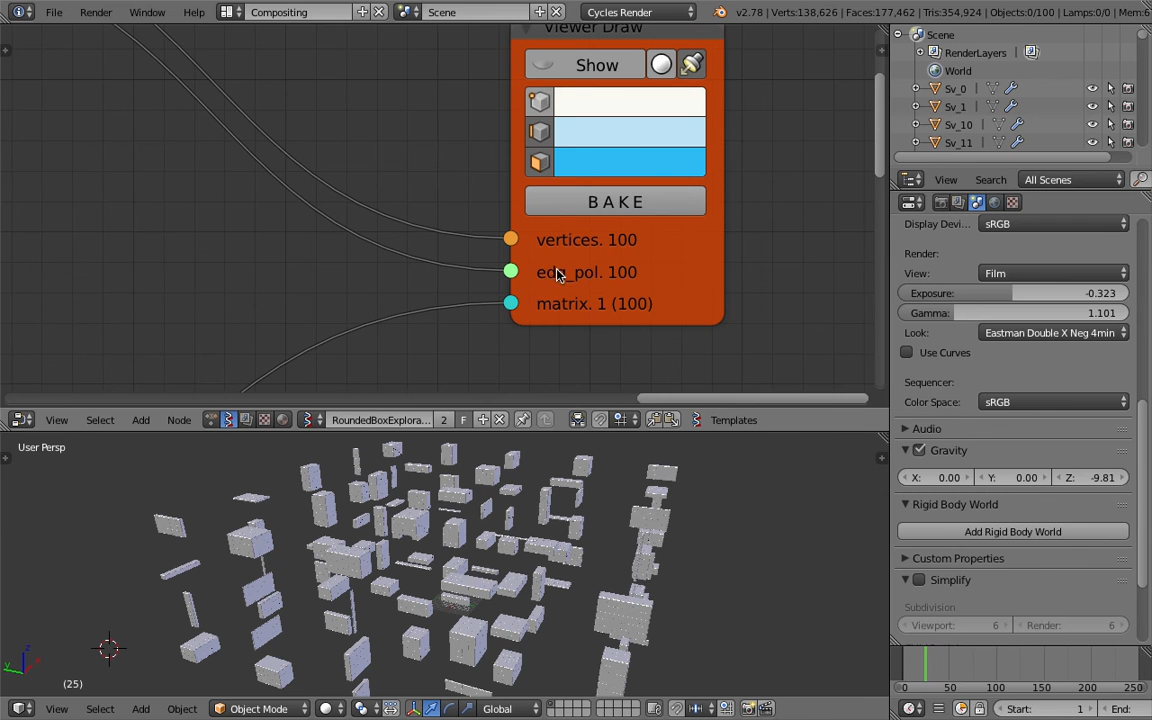 File Render Window Help Compositing Scene Cycles Render v2.78 | Verts:138,626 | Faces:177,462 | Tris:354,924 | Objects:0/100 | Lamps:0/0 | Mem:6
Viewer Draw
Show
BAKE
vertices. 100
matrix. 1 (100)
View Select Add Node RoundedBoxExplora... 2 F Templates
User Persp
(25)
View Select Add Object Object Mode Global
Scene
RenderLayers
World
Sv_0
Sv_1
Sv_10
Sv_11
View Search All Scenes
Display Devi... sRGB
Render:
View: Film
Exposure: -0.323
Gamma: 1.101
Look: Eastman Double X Neg 4min
Use Curves
Sequencer:
Color Space: sRGB
Audio
Gravity
X: 0.00 Y: 0.00 Z: -9.81
Rigid Body World
Add Rigid Body World
Custom Properties
Simplify
Subdivision
Viewport: 6 Render: 6
0 50 100 150 200 250
Start: 1 End: